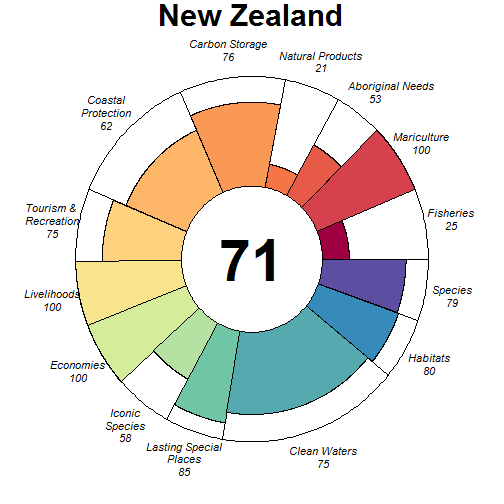 New Zealand
Carbon Storage
76
Natural Products
21
Aboriginal Needs
53
Mariculture
100
Fisheries
25
Species
79
Habitats
80
Clean Waters
75
Lasting Special
Places
85
Iconic
Species
58
Economies
100
Livelihoods
100
Tourism &
Recreation
75
Coastal
Protection
62
71